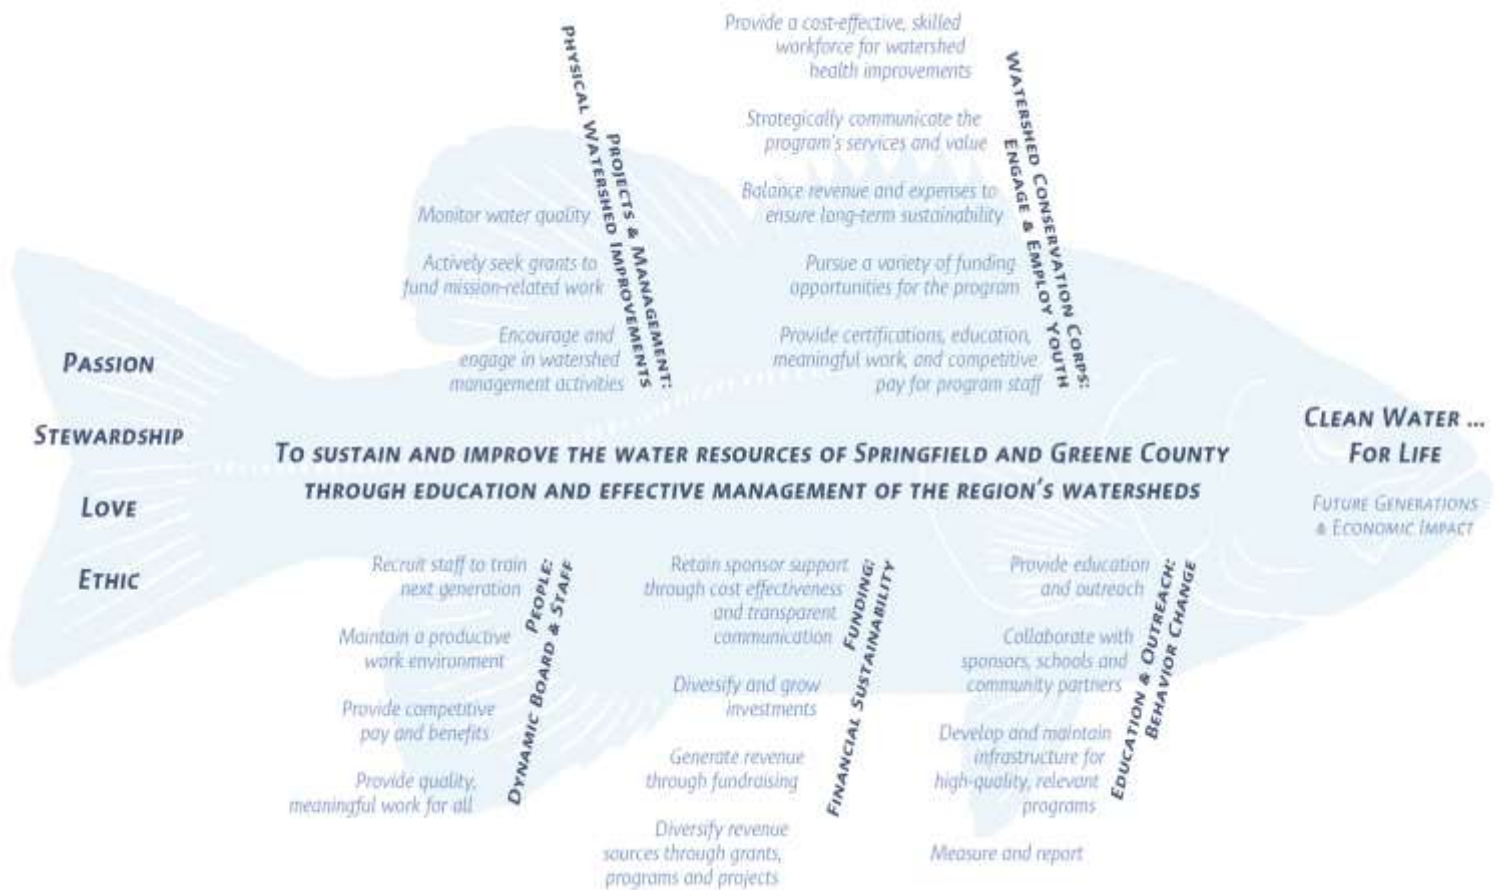 PASSION
STEWARDSHIP
LOVE
ETHIC
PROJECTS & MANAGEMENT:
PHYSICAL WATERSHED IMPROVEMENTS
Monitor water quality
Actively seek grants to
fund mission-related work
Encourage and
engage in watershed
management activities
WATERSHED CONSERVATION CORPS:
ENGAGE & EMPLOY YOUTH
Provide a cost-effective, skilled
workforce for watershed
health improvements
Strategically communicate the
program's services and value
Balance revenue and expenses to
ensure long-term sustainability
Pursue a variety of funding
opportunities for the program
Provide certifications, education,
meaningful work, and competitive
pay for program staff
TO SUSTAIN AND IMPROVE THE WATER RESOURCES OF SPRINGFIELD AND GREENE COUNTY
THROUGH EDUCATION AND EFFECTIVE MANAGEMENT OF THE REGION'S WATERSHEDS
PEOPLE:
DYNAMIC BOARD & STAFF
Recruit staff to train
next generation
Maintain a productive
work environment
Provide competitive
pay and benefits
Provide quality,
meaningful work for all
FUNDING:
FINANCIAL SUSTAINABILITY
Retain sponsor support
through cost effectiveness
and transparent
communication
Diversify and grow
investments
Generate revenue
through fundraising
Diversify revenue
sources through grants,
programs and projects
EDUCATION & OUTREACH:
BEHAVIOR CHANGE
Provide education
and outreach
Collaborate with
sponsors, schools and
community partners
Develop and maintain
infrastructure for
high-quality, relevant
programs
Measure and report
CLEAN WATER ...
FOR LIFE
FUTURE GENERATIONS
& ECONOMIC IMPACT